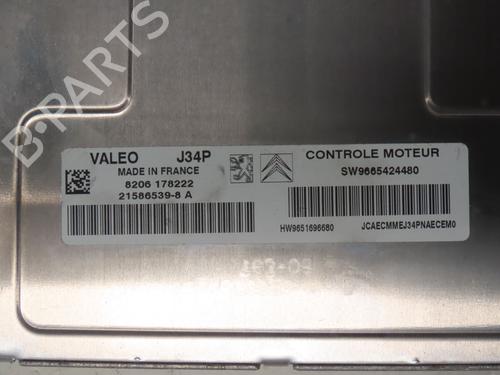 VALEO J34P
MADE IN FRANCE
8206 178222
21586539-8 A
CONTROLE MOTEUR
SW9665424480
HW9651696680
JCAECMMEJ34PNAECEM0
B-PARTS